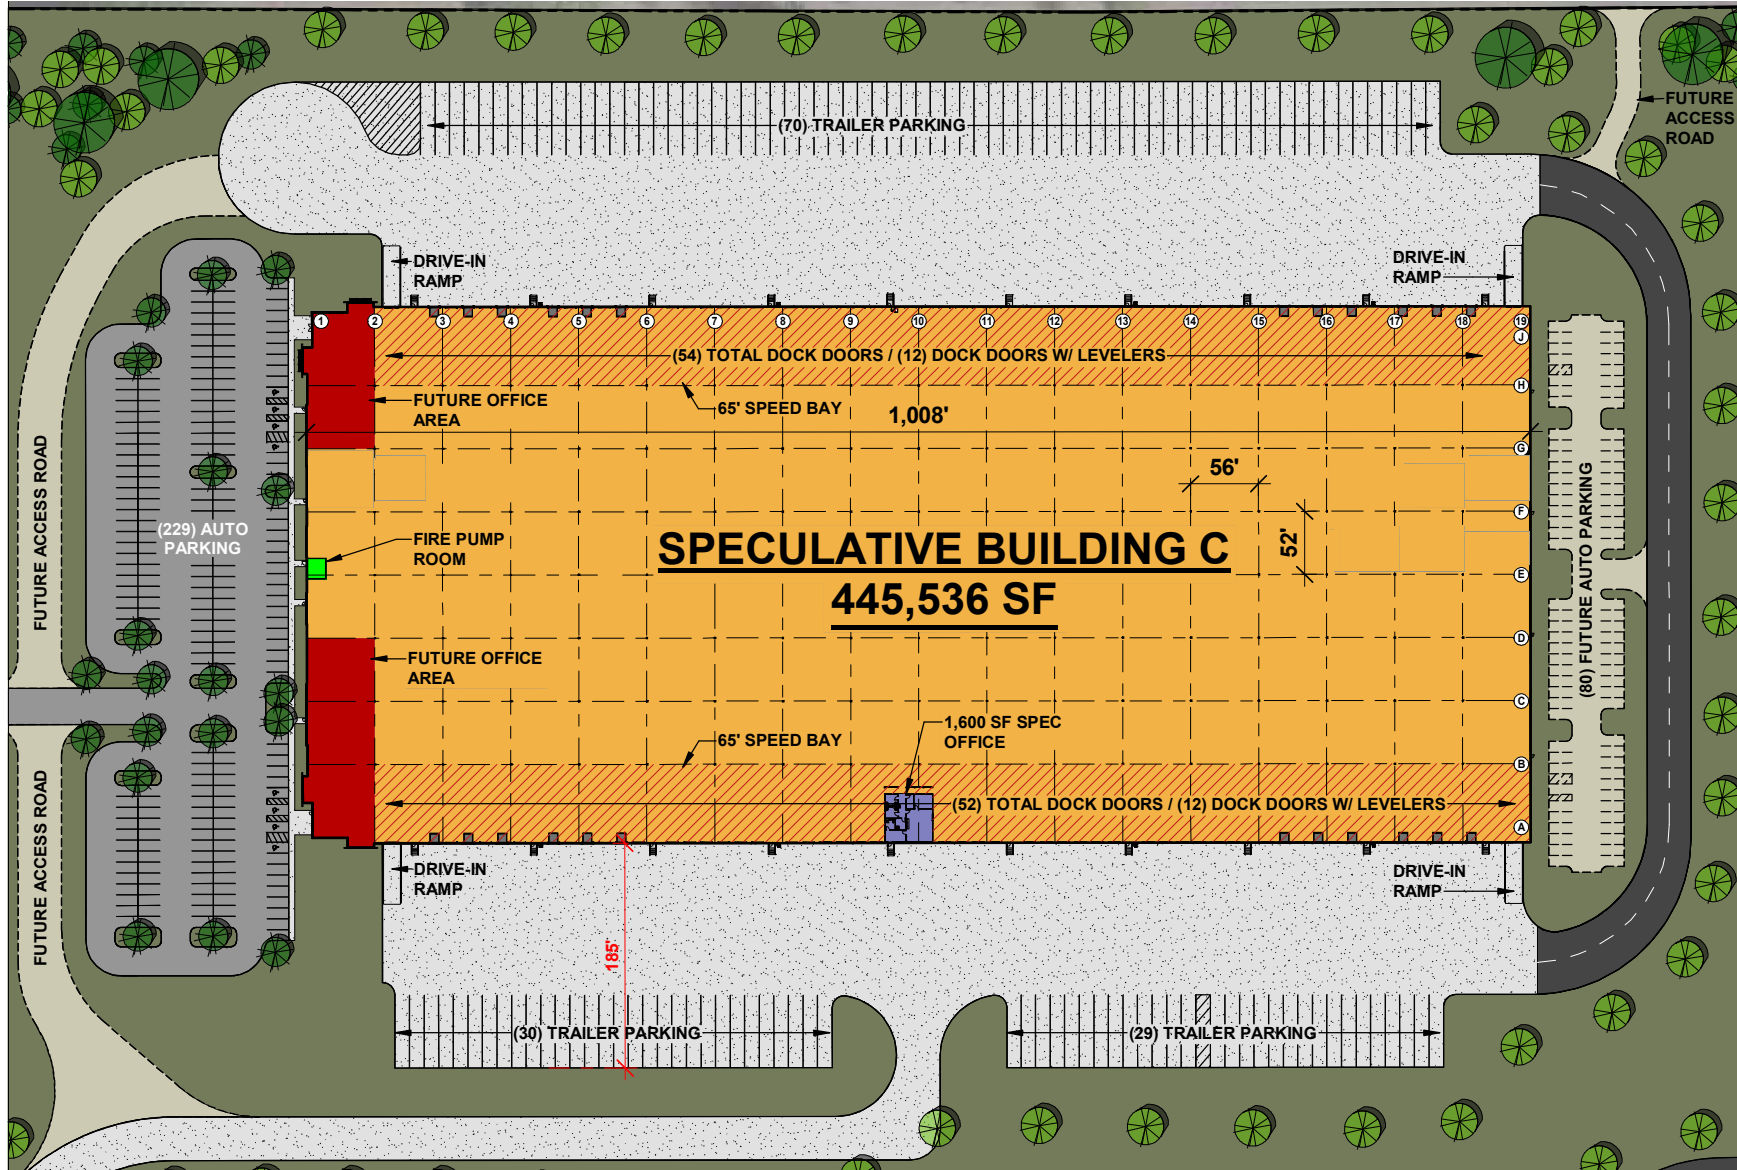 (70) TRAILER PARKING
FUTURE
ACCESS
ROAD
DRIVE-IN
RAMP
DRIVE-IN
RAMP
1 2 3 4 5 6 7 8 9 10 11 12 13 14 15 16 17 18 19
J
(54) TOTAL DOCK DOORS / (12) DOCK DOORS W/ LEVELERS
H
FUTURE OFFICE
AREA
65' SPEED BAY
1,008'
G
56'
FUTURE ACCESS ROAD
(229) AUTO
PARKING
F
FIRE PUMP
ROOM
SPECULATIVE BUILDING C
445,536 SF
52'
E
(80) FUTURE AUTO PARKING
D
FUTURE OFFICE
AREA
C
1,600 SF SPEC
OFFICE
65' SPEED BAY
B
(52) TOTAL DOCK DOORS / (12) DOCK DOORS W/ LEVELERS
A
FUTURE ACCESS ROAD
DRIVE-IN
RAMP
DRIVE-IN
RAMP
185'
(30) TRAILER PARKING
(29) TRAILER PARKING